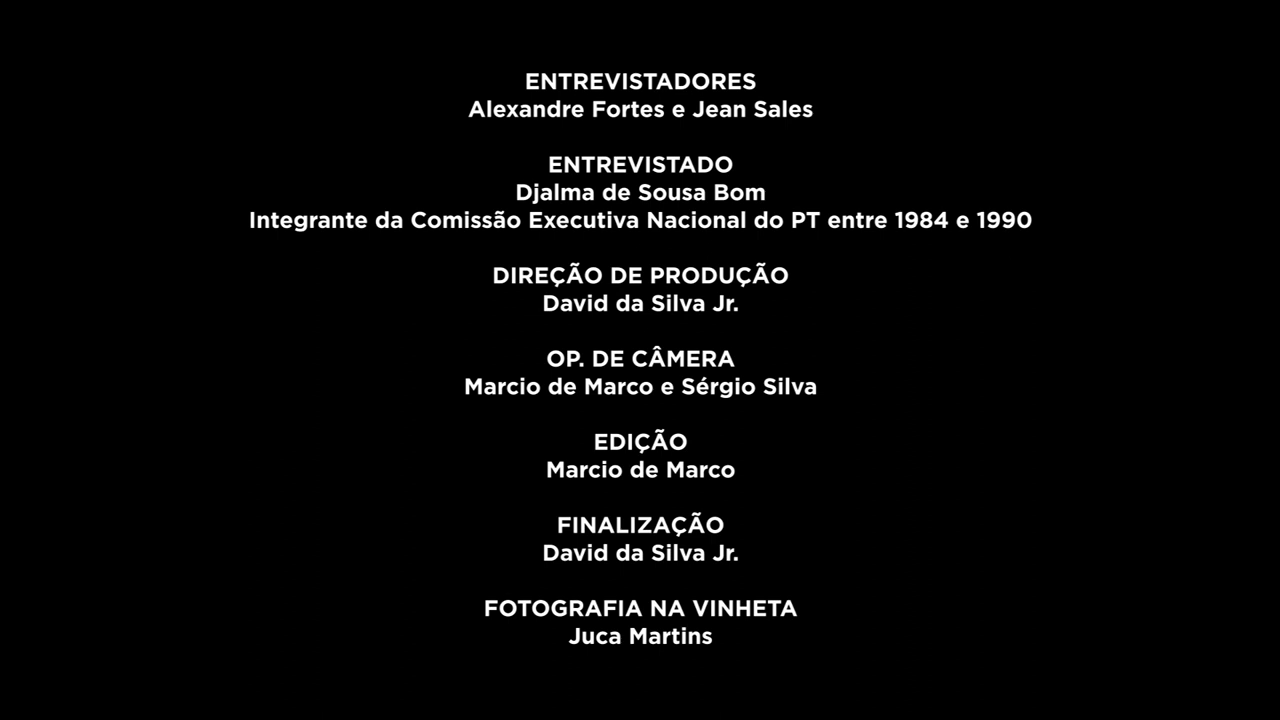 ENTREVISTADORES
Alexandre Fortes e Jean Sales
ENTREVISTADO
Djalma de Sousa Bom
Integrante da Comissão Executiva Nacional do PT entre 1984 e 1990
DIREÇÃO DE PRODUÇÃO
David da Silva Jr.
OP. DE CÂMERA
Marcio de Marco e Sérgio Silva
EDIÇÃO
Marcio de Marco
FINALIZAÇÃO
David da Silva Jr.
FOTOGRAFIA NA VINHETA
Juca Martins